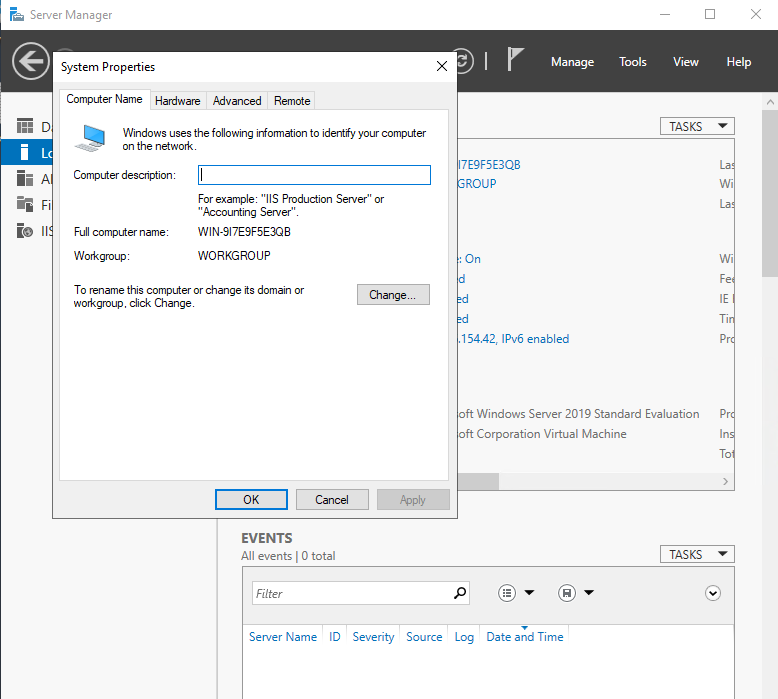 Server Manager
Manage Tools View Help
System Properties
Computer Name Hardware Advanced Remote
Windows uses the following information to identify your computer
on the network.
Computer description:
For example: "IIS Production Server" or
"Accounting Server".
Full computer name: WIN-9I7E9F5E3QB
Workgroup: WORKGROUP
To rename this computer or change its domain or
workgroup, click Change.
Change...
OK Cancel Apply
Da
Lo
Al
Fi
IIS
TASKS
I7E9F5E3QB Las
GROUP Wi
Las
: On Wi
d Fee
ed IE
ed Tim
.154.42, IPv6 enabled Pro
soft Windows Server 2019 Standard Evaluation Pro
soft Corporation Virtual Machine Ins
Tot
EVENTS
All events | 0 total
TASKS
Filter
Server Name ID Severity Source Log Date and Time